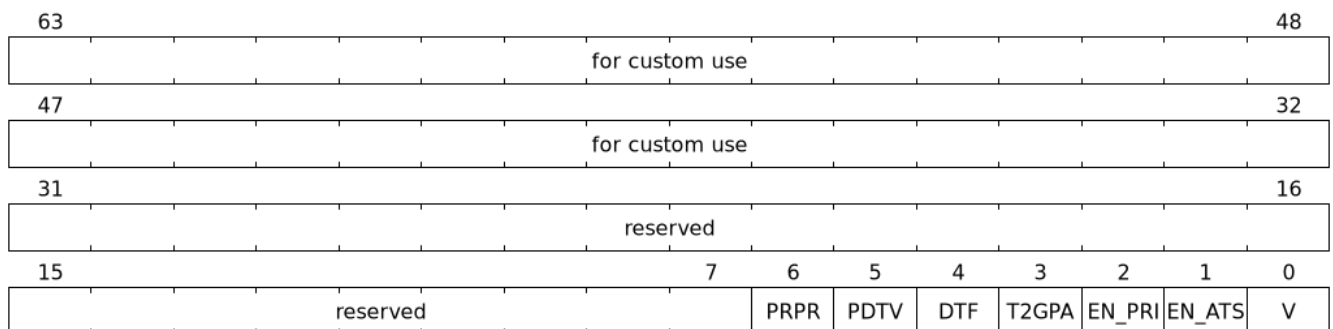 63 48
for custom use
47 32
for custom use
31 16
reserved
15 7 6 5 4 3 2 1 0
reserved PRPR PDTV DTF T2GPA EN_PRI EN_ATS V